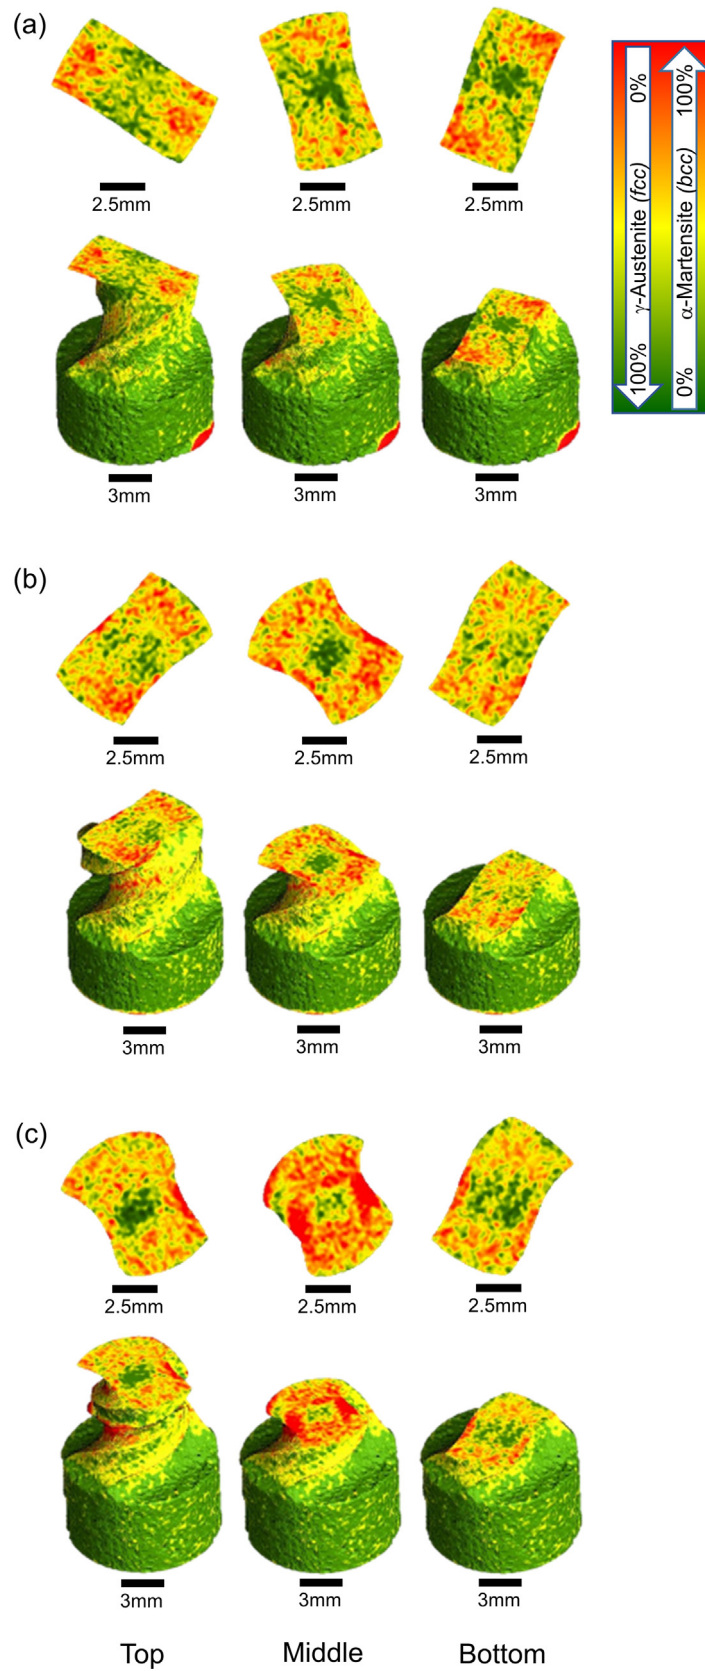 (a)
2.5mm
2.5mm
2.5mm
3mm
3mm
3mm
0%
γ-Austenite (fcc)
100%
100%
α-Martensite (bcc)
0%
(b)
2.5mm
2.5mm
2.5mm
3mm
3mm
3mm
(c)
2.5mm
2.5mm
2.5mm
3mm
3mm
3mm
Top
Middle
Bottom